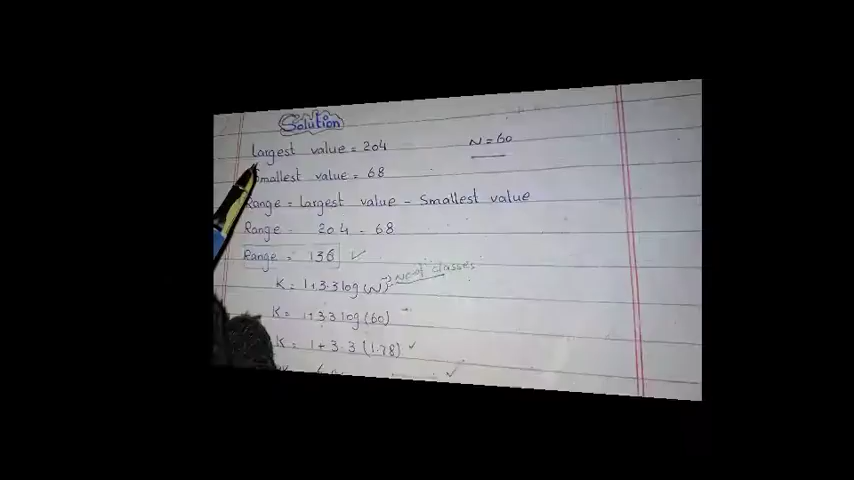 Solution
Largest value = 204 N = 60
Smallest value = 68
Range = Largest value - Smallest value
Range = 204 - 68
Range = 136 ✓
K = 1+3.3 log (N) → No of classes
K = 1+3.3 log (60)
K = 1+3.3 (1.78) ✓